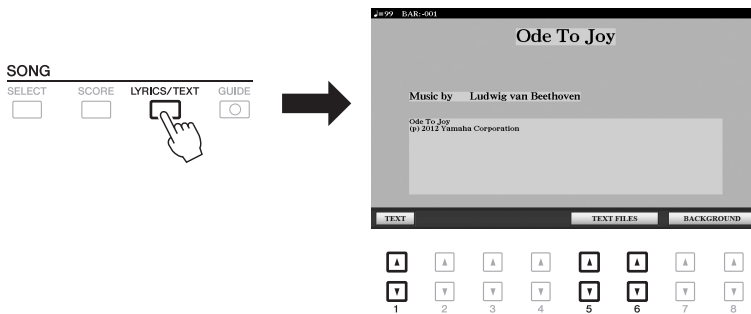 SONG
SELECT SCORE LYRICS/TEXT GUIDE
♩=99 BAR:-001
Ode To Joy
Music by Ludwig van Beethoven
Ode To Joy
(p) 2012 Yamaha Corporation
TEXT TEXT FILES BACKGROUND
1 2 3 4 5 6 7 8